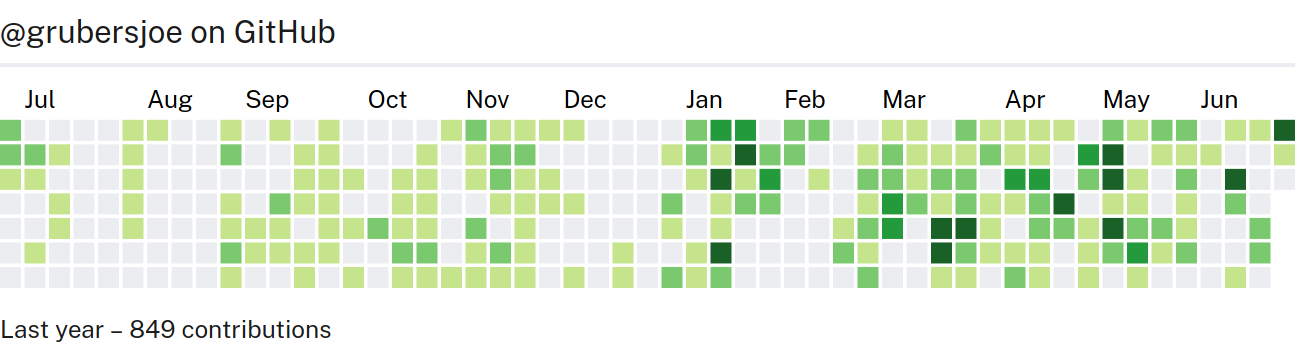 @grubersjoe on GitHub
Jul Aug Sep Oct Nov Dec Jan Feb Mar Apr May Jun
Last year – 849 contributions